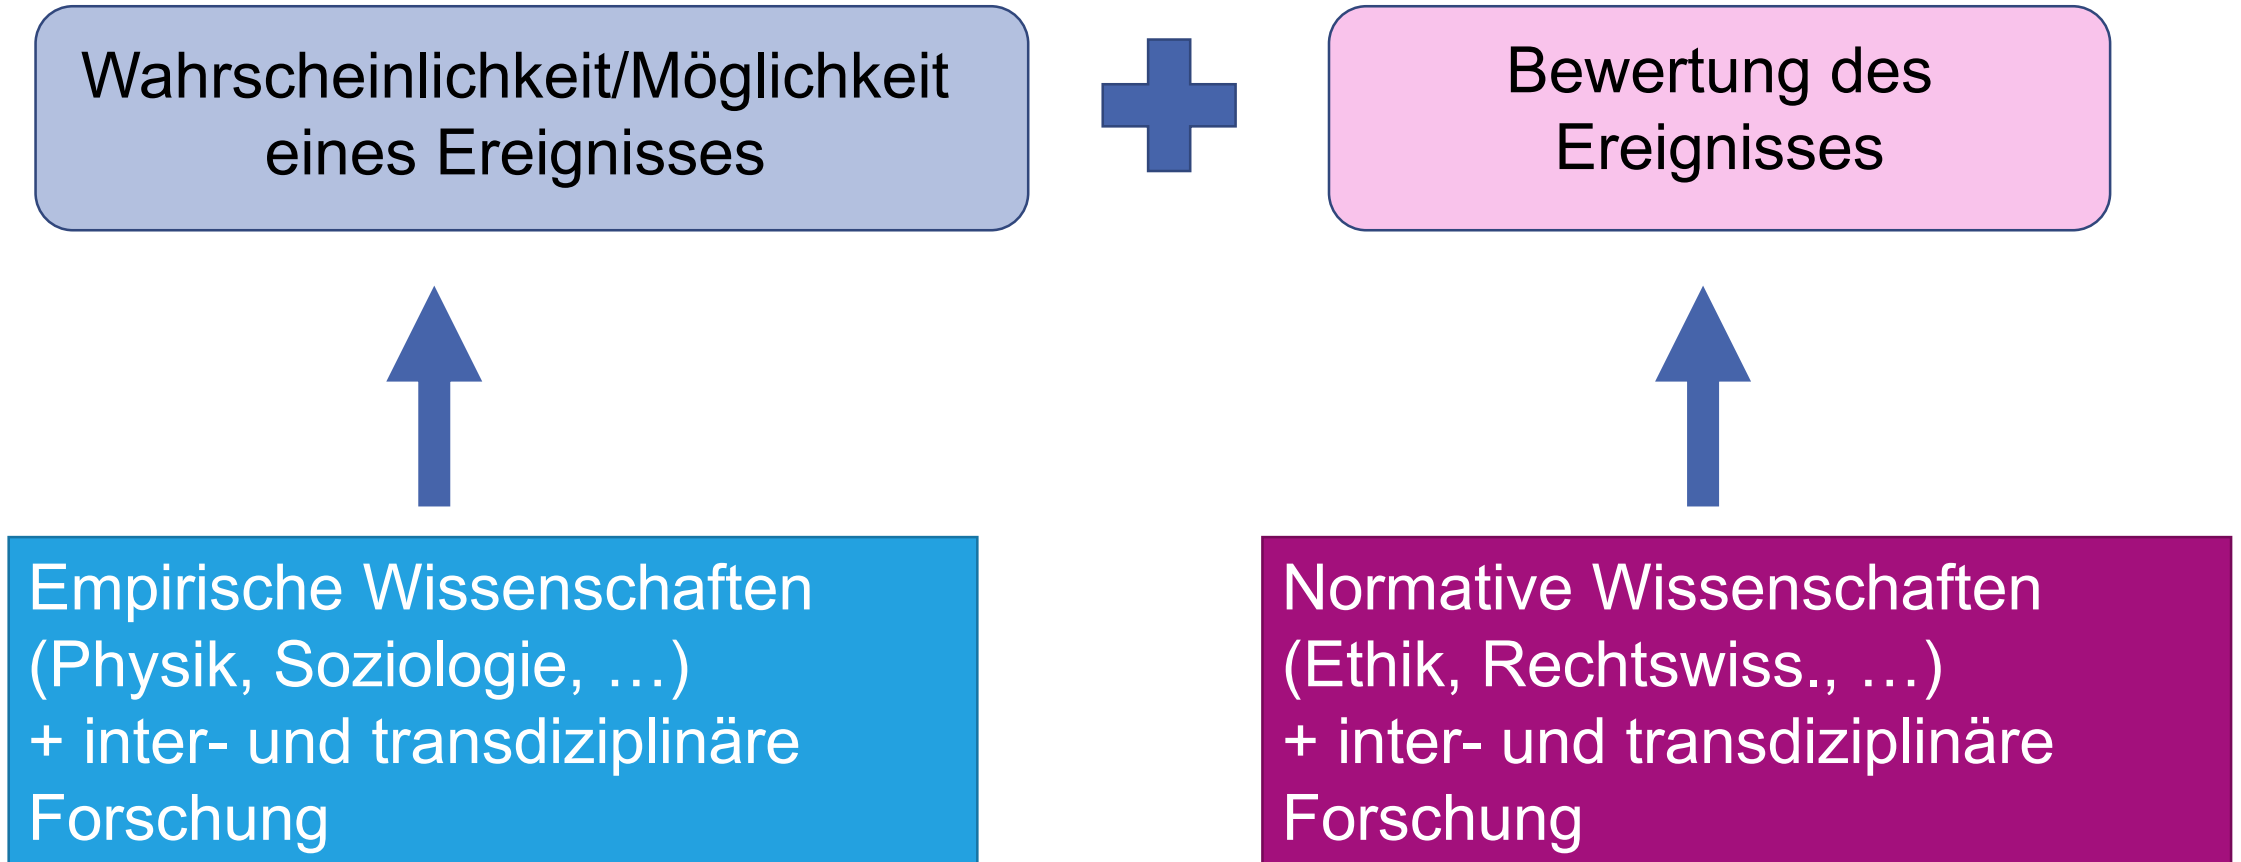 Wahrscheinlichkeit/Möglichkeit
eines Ereignisses
Bewertung des
Ereignisses
Empirische Wissenschaften
(Physik, Soziologie, …)
+ inter- und transdiziplinäre
Forschung
Normative Wissenschaften
(Ethik, Rechtswiss., …)
+ inter- und transdiziplinäre
Forschung